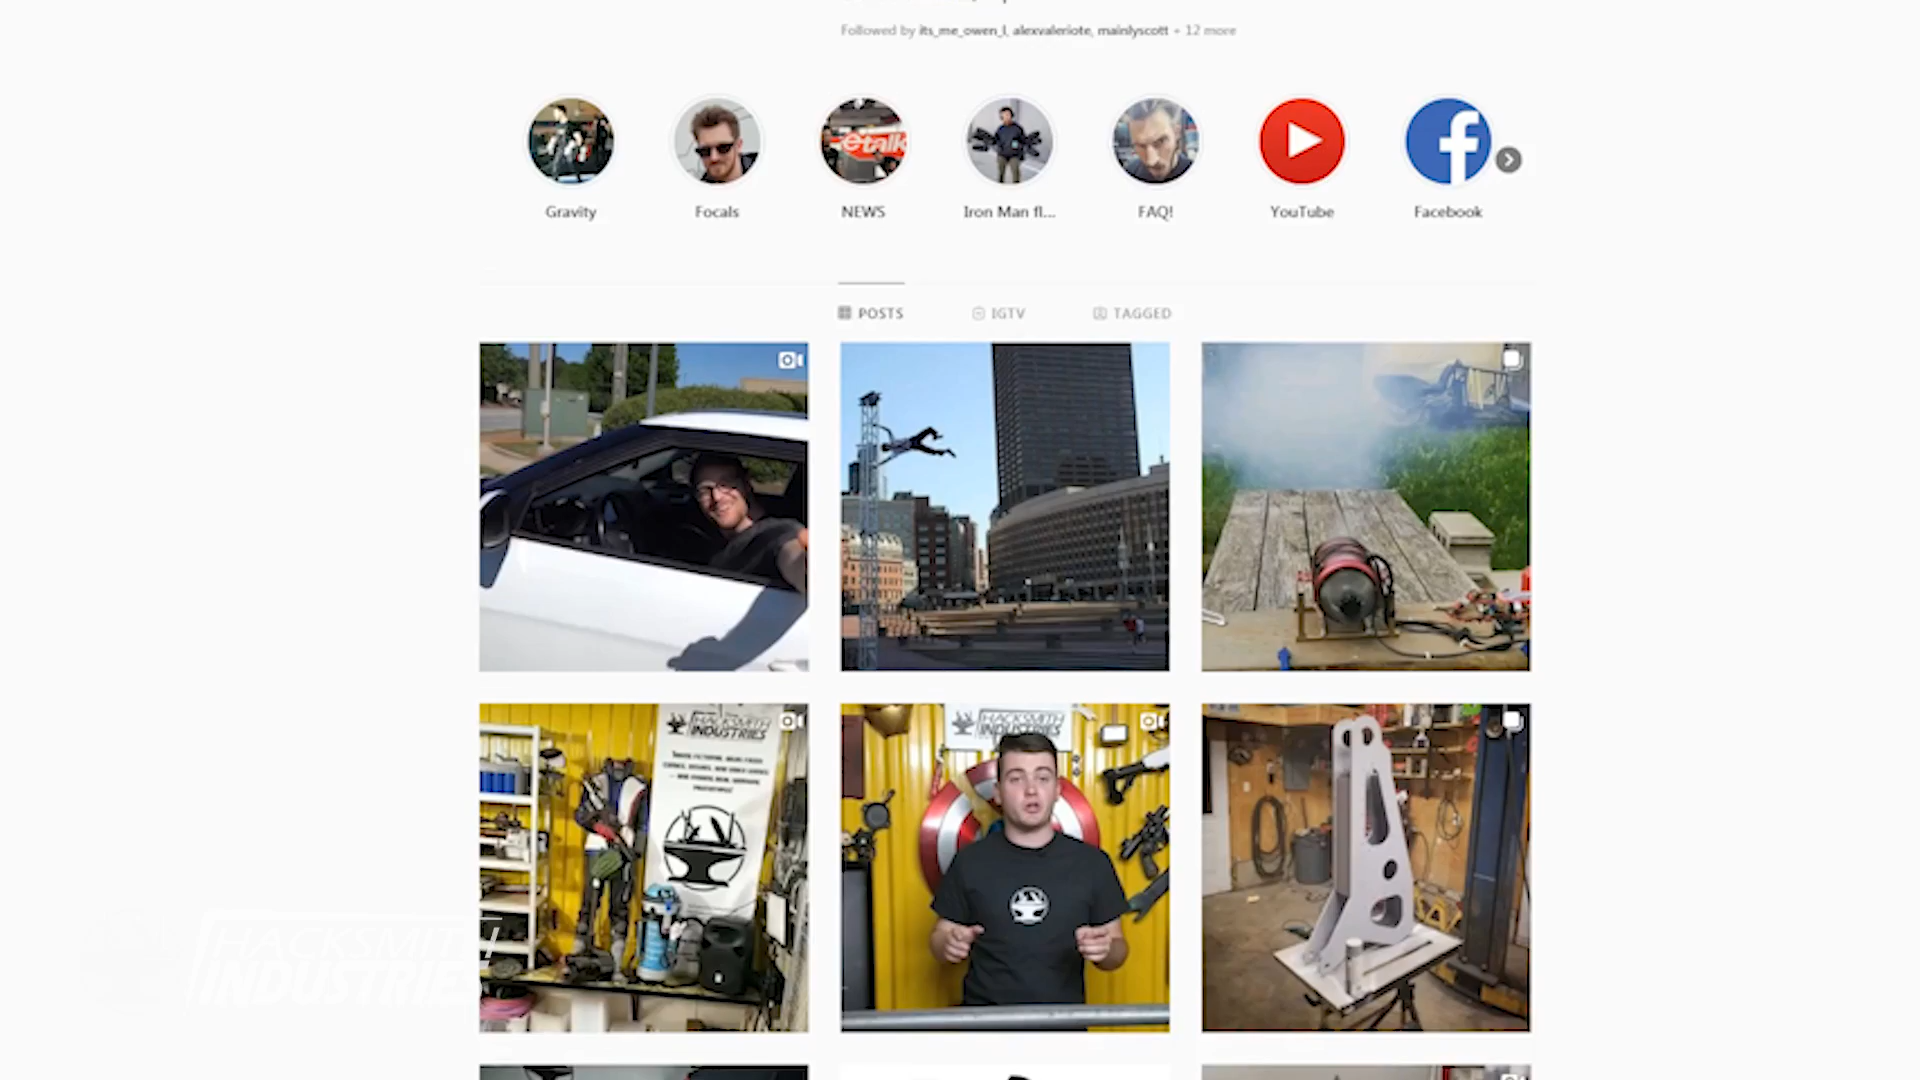 Followed by its_me_owen_l, alexvaleriote, mainlyscott + 12 more
etalk
Gravity
Focals
NEWS
Iron Man fl...
FAQ!
YouTube
Facebook
POSTS
IGTV
TAGGED
HACKSMITH
INDUSTRIES
HACKSMITH
INDUSTRIES
HACKSMITH
INDUSTRIES